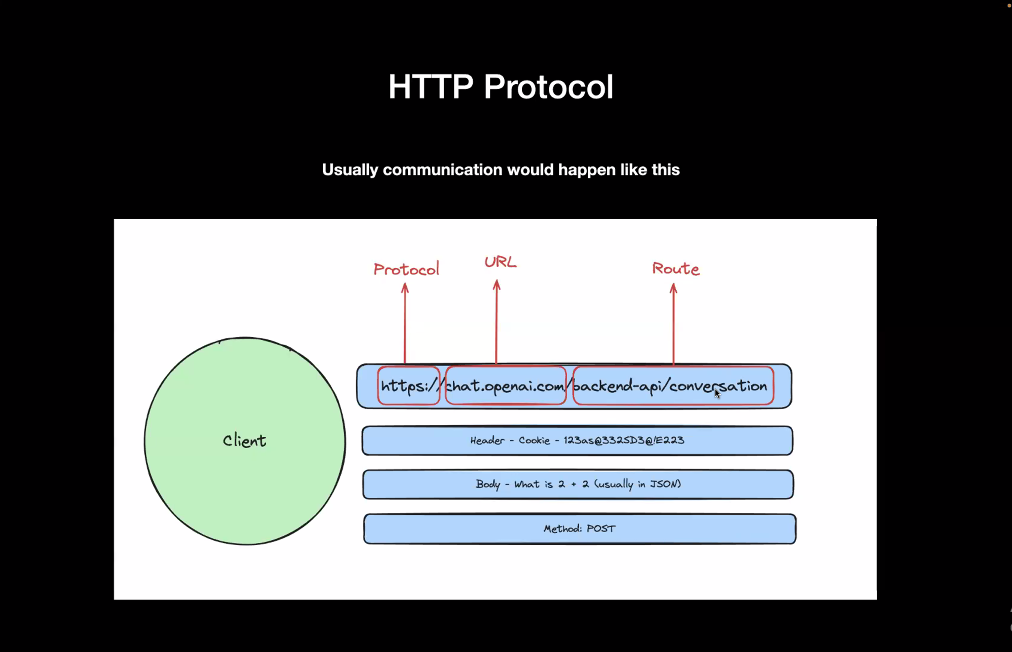 HTTP Protocol
Usually communication would happen like this
Protocol
URL
Route
https://chat.openai.com/backend-api/conversation
Client
Header - Cookie - 123as@332SD3@!E223
Body - What is 2 + 2 (usually in JSON)
Method: POST